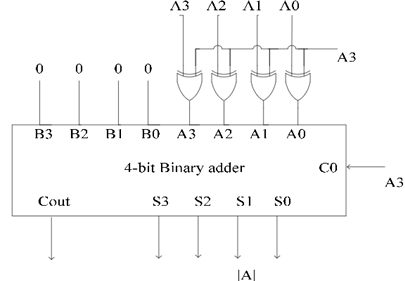 A3 A2 A1 A0
0 0 0 0 A3
B3 B2 B1 B0 A3 A2 A1 A0
4-bit Binary adder C0
A3
Cout S3 S2 S1 S0
|A|